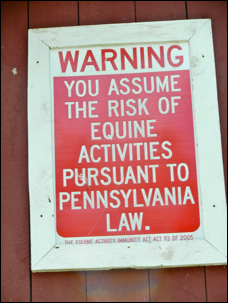 WARNING
YOU ASSUME
THE RISK OF
EQUINE
ACTIVITIES
PURSUANT TO
PENNSYLVANIA
LAW.
THE EQUINE ACTIVITY IMMUNITY ACT ACT 93 OF 2005